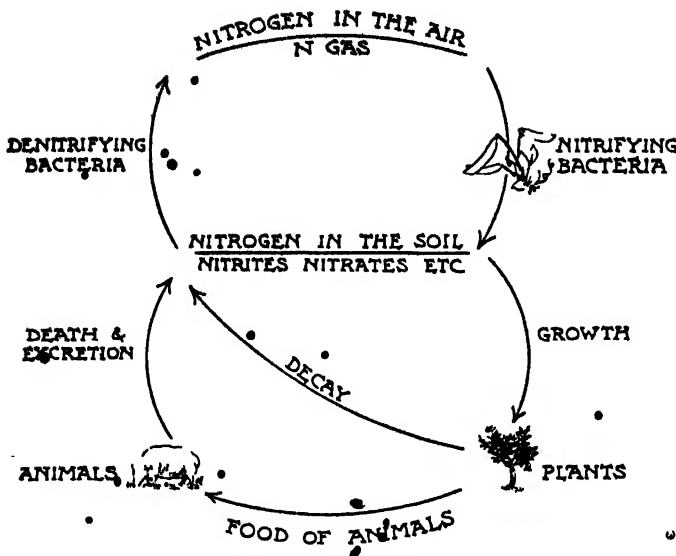 NITROGEN IN THE AIR
N GAS
DENITRIFYING
BACTERIA
NITRIFYING
BACTERIA
NITROGEN IN THE SOIL
NITRITES NITRATES ETC
DEATH &
EXCRETION
GROWTH
DECAY
ANIMALS
PLANTS
FOOD OF ANIMALS